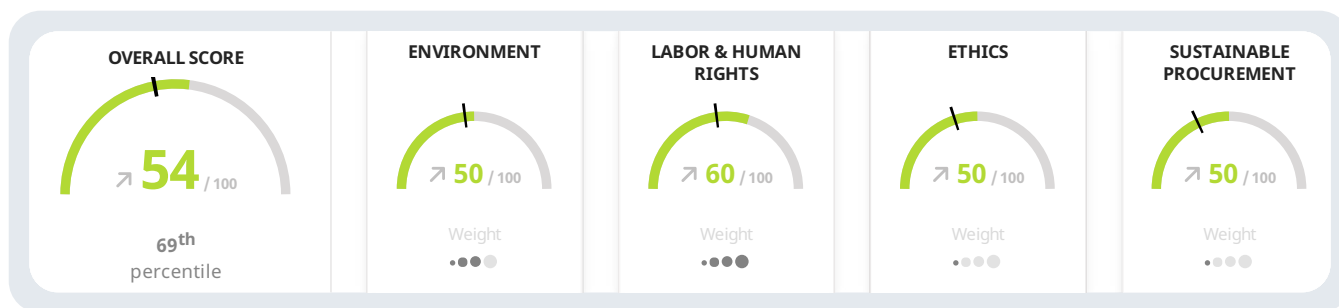 OVERALL SCORE
54 / 100
69th
percentile
ENVIRONMENT
50 / 100
Weight
LABOR & HUMAN
RIGHTS
60 / 100
Weight
ETHICS
50 / 100
Weight
SUSTAINABLE
PROCUREMENT
50 / 100
Weight